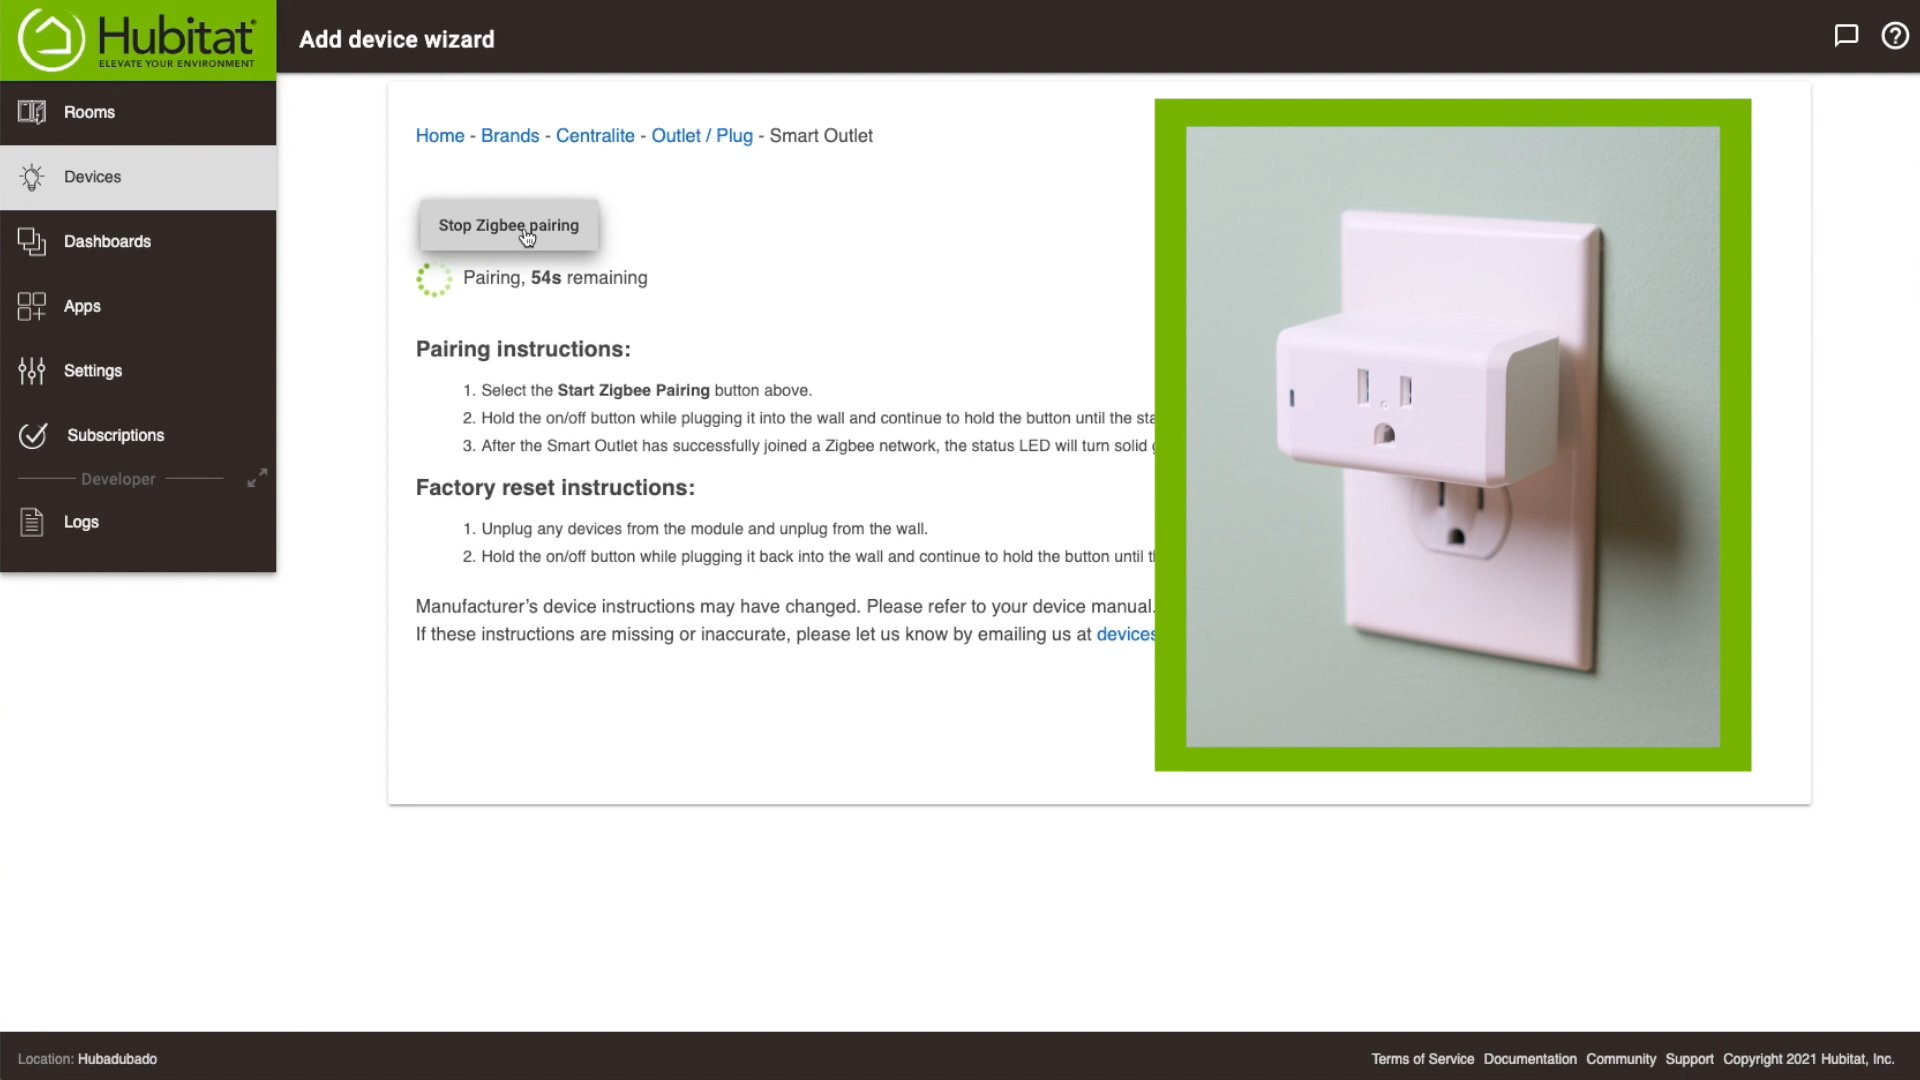 Hubitat
ELEVATE YOUR ENVIRONMENT
Add device wizard
Rooms
Devices
Dashboards
Apps
Settings
Subscriptions
Developer
Logs
Home - Brands - Centralite - Outlet / Plug - Smart Outlet
Stop Zigbee pairing
Pairing, 54s remaining
Pairing instructions:
1. Select the Start Zigbee Pairing button above.
2. Hold the on/off button while plugging it into the wall and continue to hold the button until the
3. After the Smart Outlet has successfully joined a Zigbee network, the status LED will turn solid
Factory reset instructions:
1. Unplug any devices from the module and unplug from the wall.
2. Hold the on/off button while plugging it back into the wall and continue to hold the button until
Manufacturer's device instructions may have changed. Please refer to your device manual.
If these instructions are missing or inaccurate, please let us know by emailing us at devices
Location: Hubadubado
Terms of Service Documentation Community Support Copyright 2021 Hubitat, Inc.